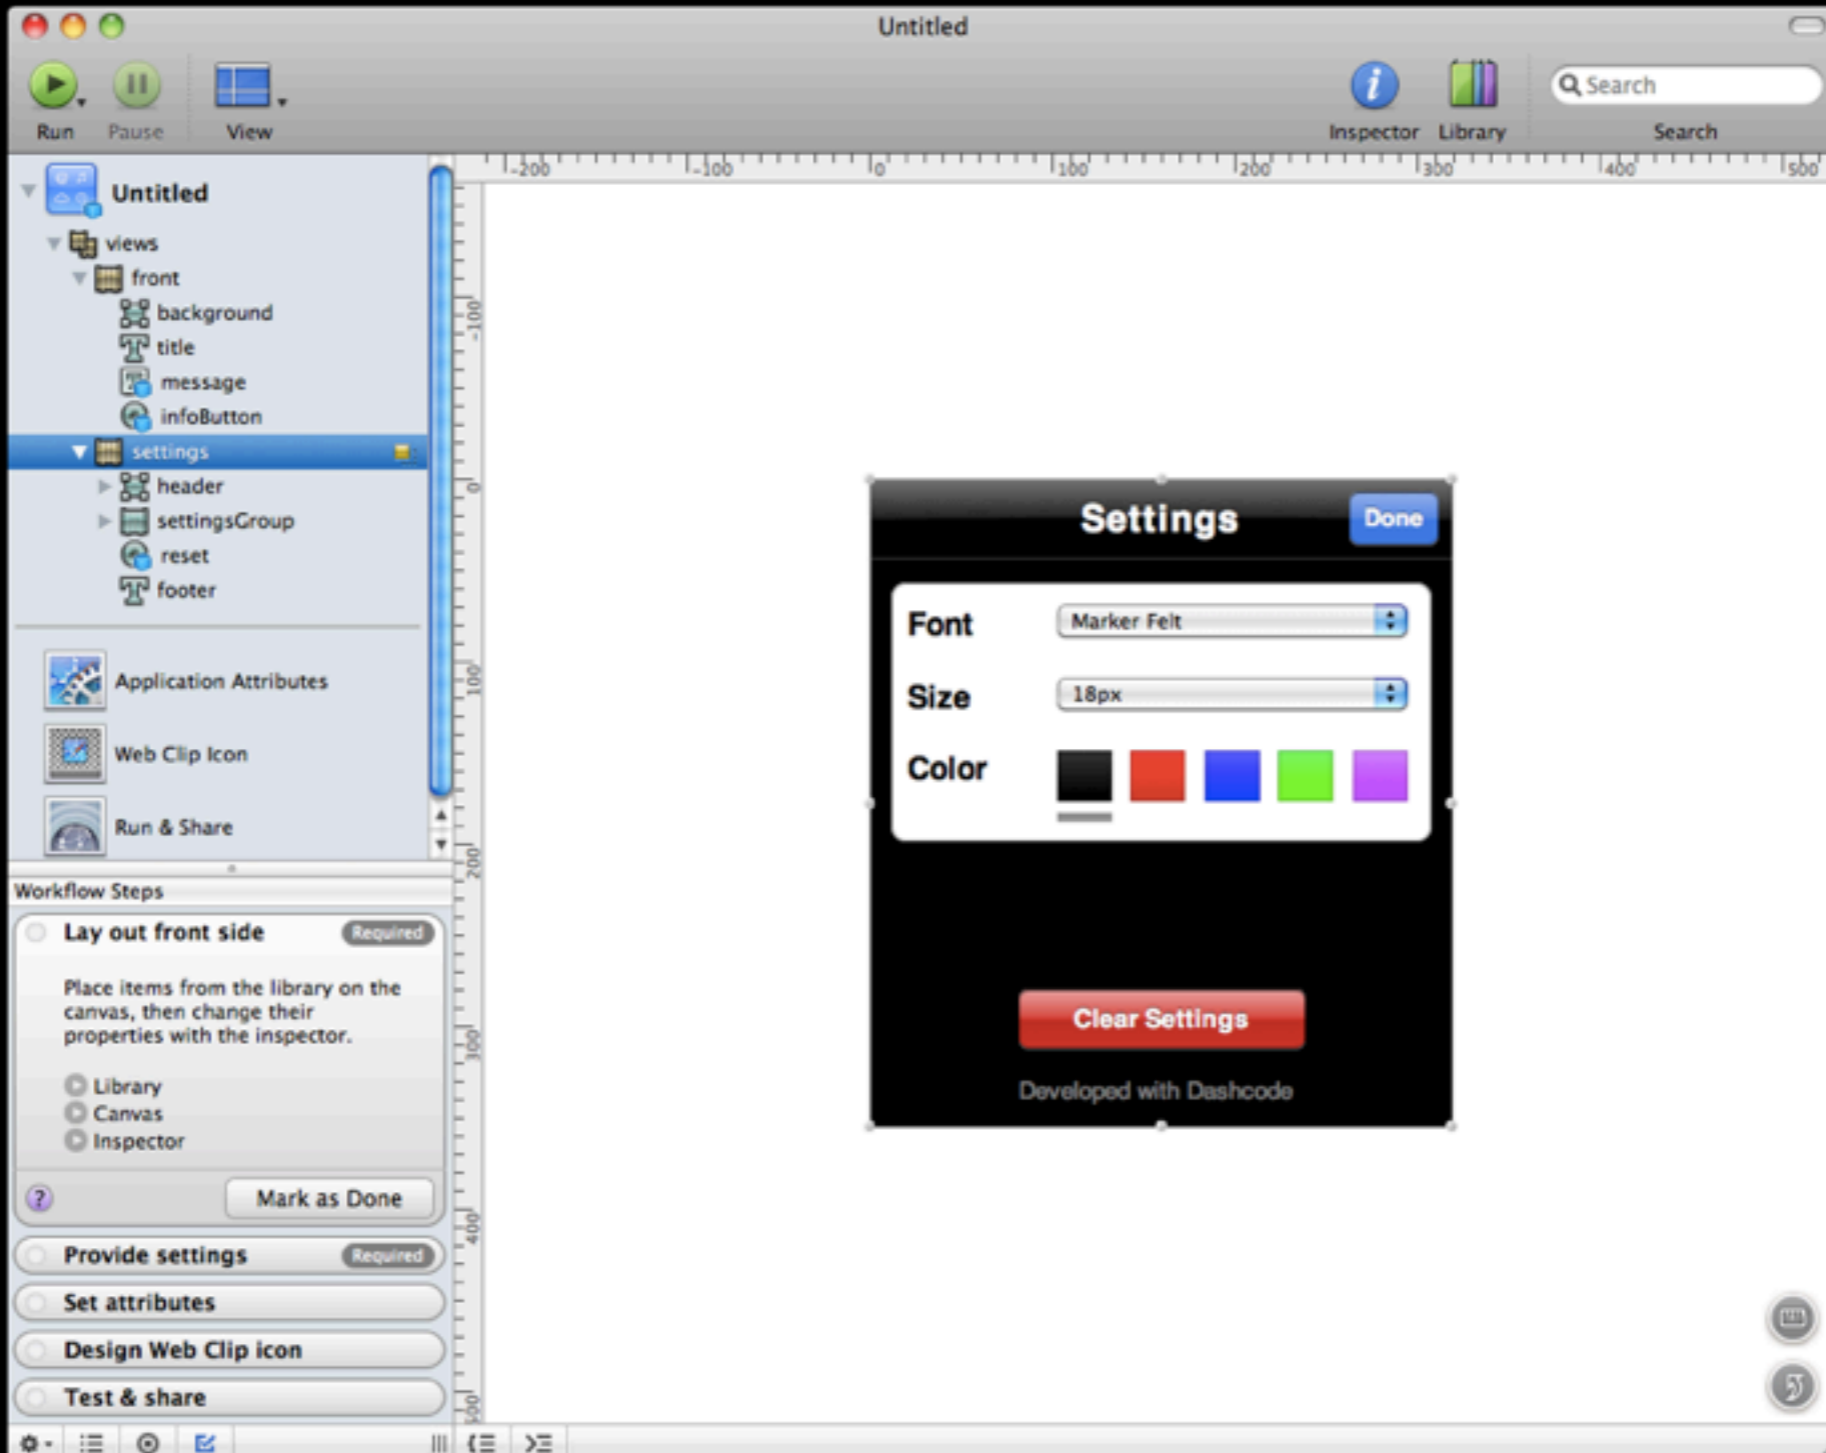 Untitled
Run
Pause
View
Inspector
Library
Search
Search
-200
-100
0
100
200
300
400
500
Untitled
views
front
background
title
message
infoButton
settings
header
settingsGroup
reset
footer
Application Attributes
Web Clip Icon
Run & Share
Workflow Steps
Lay out front side Required
Place items from the library on the
canvas, then change their
properties with the inspector.
Library
Canvas
Inspector
? Mark as Done
Provide settings Required
Set attributes
Design Web Clip icon
Test & share
-100
0
100
200
300
400
500
Settings Done
Font Marker Felt
Size 18px
Color
Clear Settings
Developed with Dashcode